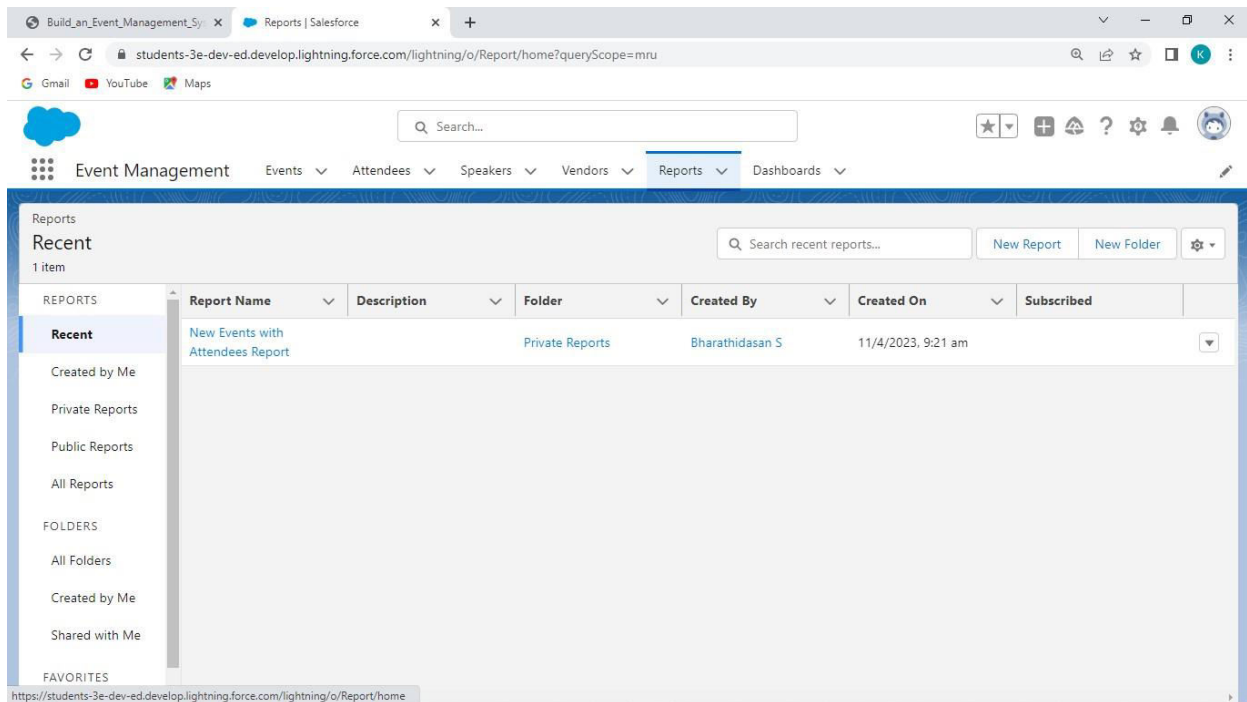 Build_an_Event_Management_Sy
Reports | Salesforce
students-3e-dev-ed.develop.lightning.force.com/lightning/o/Report/home?queryScope=mru
K
Gmail YouTube Maps
Search...
Event Management Events Attendees Speakers Vendors Reports Dashboards
Reports
Recent
1 item
Search recent reports...
New Report New Folder
REPORTS
Recent
Created by Me
Private Reports
Public Reports
All Reports
FOLDERS
All Folders
Created by Me
Shared with Me
FAVORITES
Report Name Description Folder Created By Created On Subscribed
New Events with
Attendees Report
Private Reports Bharathidasan S 11/4/2023, 9:21 am
https://students-3e-dev-ed.develop.lightning.force.com/lightning/o/Report/home